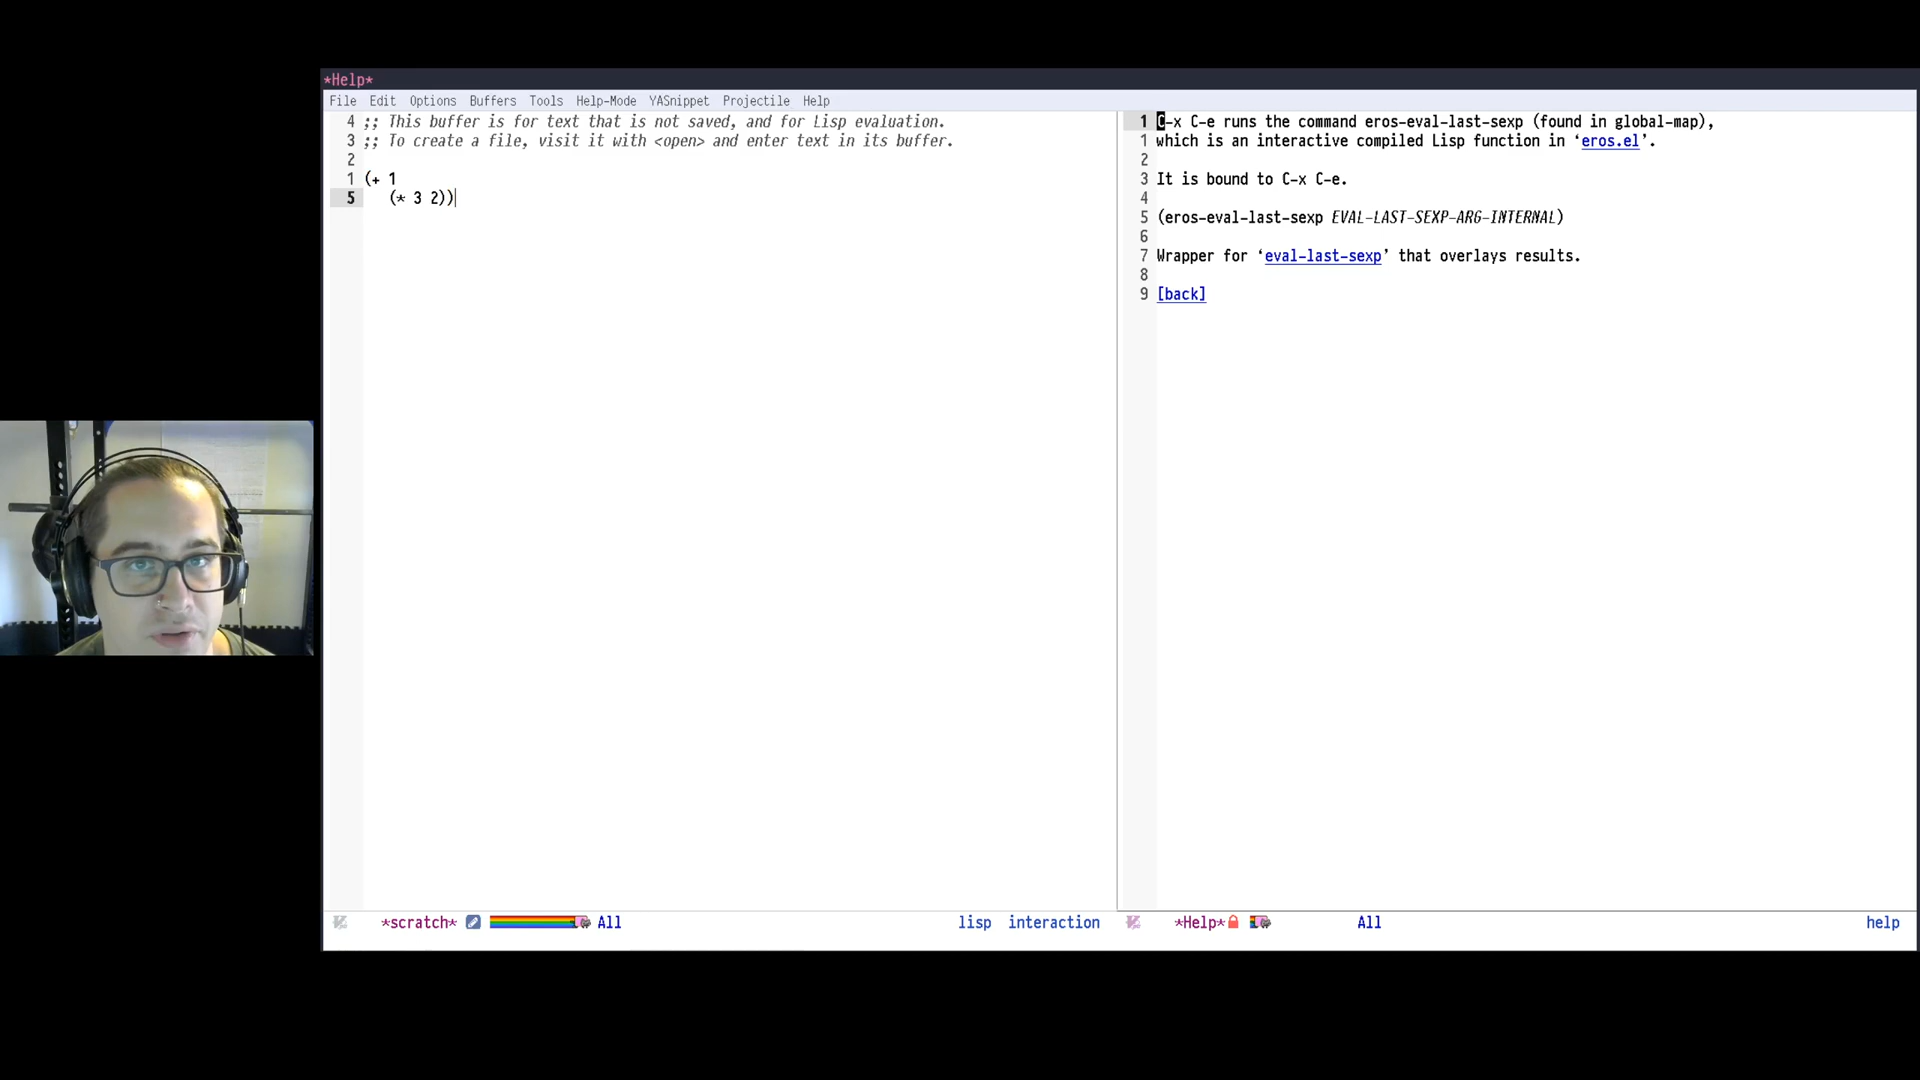 *Help*
File Edit Options Buffers Tools Help-Mode YASnippet Projectile Help
4 ;; This buffer is for text that is not saved, and for Lisp evaluation.
3 ;; To create a file, visit it with <open> and enter text in its buffer.
2
1 (+ 1
5 (* 3 2))
1 C-x C-e runs the command eros-eval-last-sexp (found in global-map),
1 which is an interactive compiled Lisp function in ‘eros.el’.
2
3 It is bound to C-x C-e.
4
5 (eros-eval-last-sexp EVAL-LAST-SEXP-ARG-INTERNAL)
6
7 Wrapper for ‘eval-last-sexp’ that overlays results.
8
9 [back]
*scratch* All lisp interaction
*Help* All help